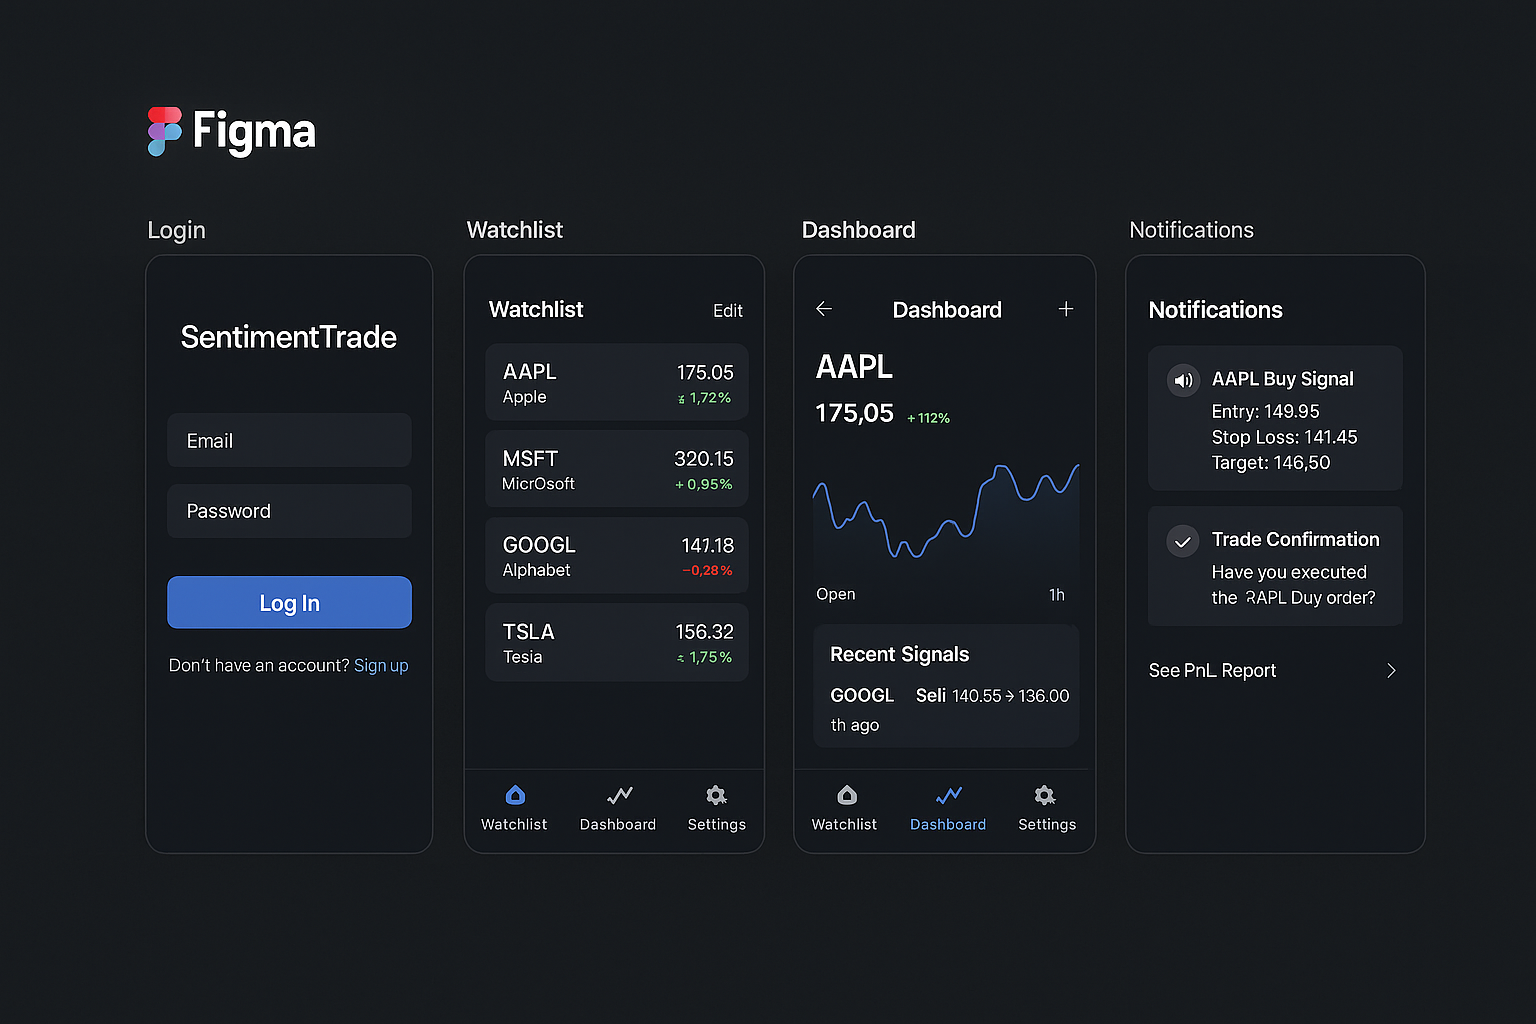 Figma
Login
SentimentTrade
Email
Password
Log In
Don't have an account? Sign up
Watchlist
Watchlist Edit
AAPL 175.05
Apple 1,72%
MSFT 320.15
MicrOsoft + 0,95%
GOOGL 147.18
Alphabet −0,28%
TSLA 156.32
Tesia 1,75%
Watchlist Dashboard Settings
Dashboard
← Dashboard +
AAPL
175,05 +112%
Open 1h
Recent Signals
GOOGL Seli 140.55 → 136.00
th ago
Watchlist Dashboard Settings
Notifications
Notifications
AAPL Buy Signal
Entry: 149.95
Stop Loss: 141.45
Target: 146,50
Trade Confirmation
Have you executed
the Duy order?
See PnL Report